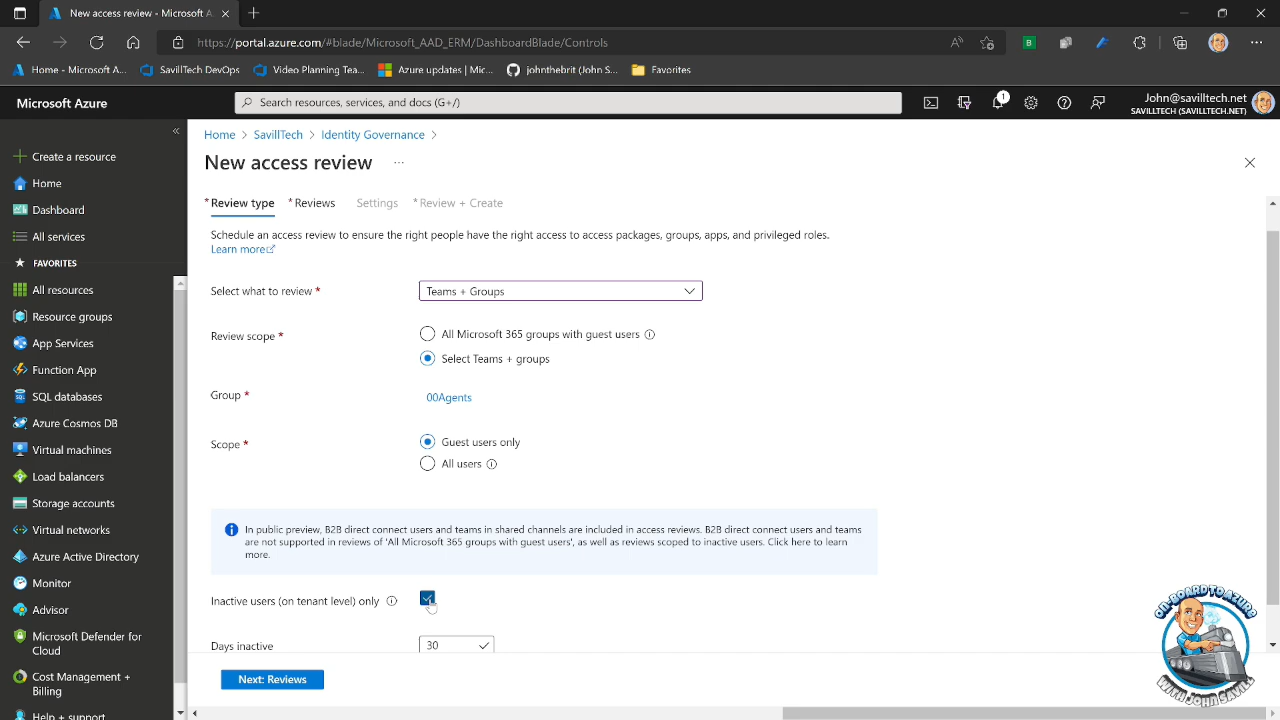 New access review - Microsoft A
https://portal.azure.com/#blade/Microsoft_AAD_ERM/DashboardBlade/Controls
Home - Microsoft A...
SavillTech DevOps
Video Planning Tea...
Azure updates | Mic...
johnthebrit (John S...
Favorites
Microsoft Azure
Search resources, services, and docs (G+/)
1
John@savilltech.net
SAVILLTECH (SAVILLTECH.NET)
Create a resource
Home
Dashboard
All services
FAVORITES
All resources
Resource groups
App Services
Function App
SQL databases
Azure Cosmos DB
Virtual machines
Load balancers
Storage accounts
Virtual networks
Azure Active Directory
Monitor
Advisor
Microsoft Defender for
Cloud
Cost Management +
Billing
Help + support
Home > SavillTech > Identity Governance >
New access review ...
* Review type * Reviews Settings * Review + Create
Schedule an access review to ensure the right people have the right access to access packages, groups, apps, and privileged roles.
Learn more
Select what to review * Teams + Groups
Review scope * All Microsoft 365 groups with guest users
Select Teams + groups
Group * 00Agents
Scope * Guest users only
All users
In public preview, B2B direct connect users and teams in shared channels are included in access reviews. B2B direct connect users and teams
are not supported in reviews of 'All Microsoft 365 groups with guest users', as well as reviews scoped to inactive users. Click here to learn
more.
Inactive users (on tenant level) only
Days inactive 30
Next: Reviews
ON-BOARD TO AZURE
WITH JOHN SAVILL